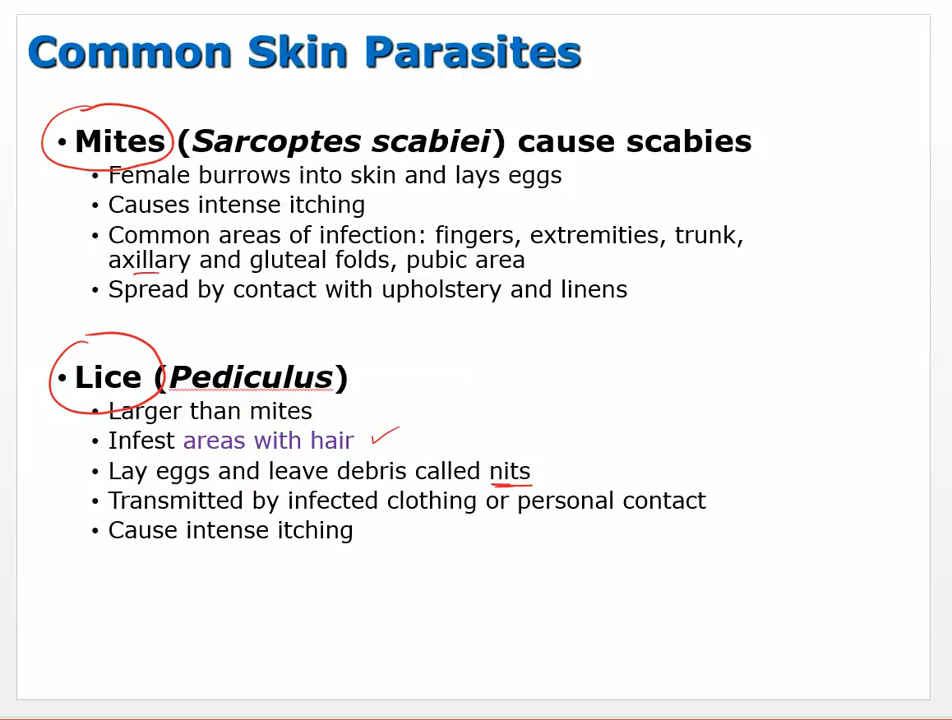 Common Skin Parasites
• Mites (Sarcoptes scabiei) cause scabies
• Female burrows into skin and lays eggs
• Causes intense itching
• Common areas of infection: fingers, extremities, trunk,
axillary and gluteal folds, pubic area
• Spread by contact with upholstery and linens
• Lice (Pediculus)
• Larger than mites
• Infest areas with hair
• Lay eggs and leave debris called nits
• Transmitted by infected clothing or personal contact
• Cause intense itching